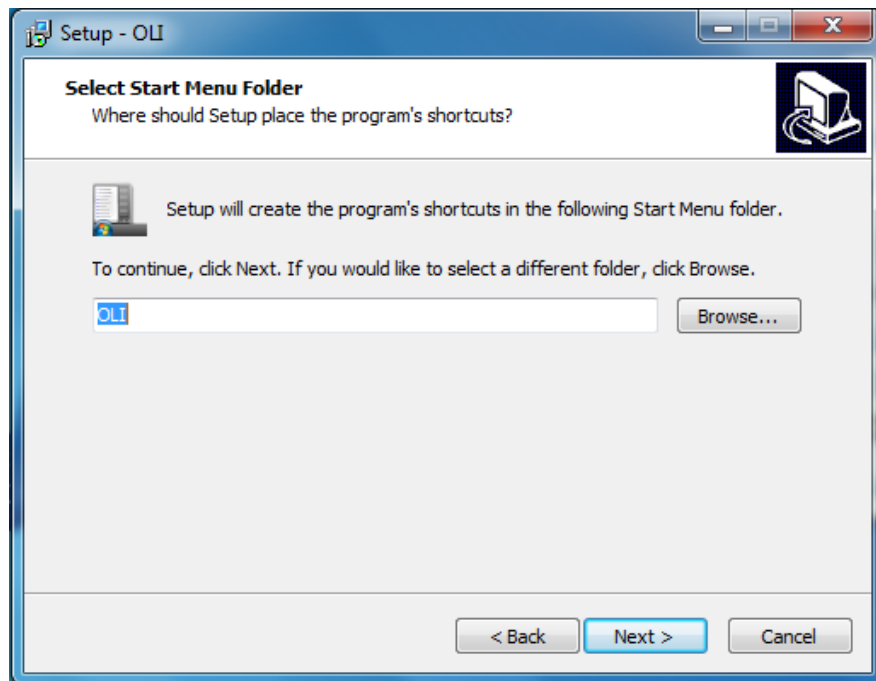 Setup - OLI
Select Start Menu Folder
Where should Setup place the program's shortcuts?
Setup will create the program's shortcuts in the following Start Menu folder.
To continue, click Next. If you would like to select a different folder, click Browse.
OLI
Browse...
< Back
Next >
Cancel